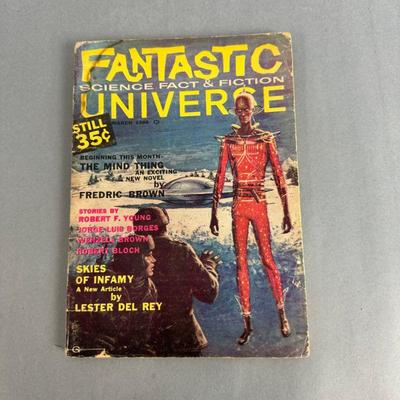 FANTASTIC
SCIENCE FACT & FICTION
UNIVERSE
MARCH 1960
STILL
35¢
BEGINNING THIS MONTH-
THE MIND THING
AN EXCITING
NEW NOVEL
by
FREDRIC BROWN
STORIES BY
ROBERT F. YOUNG
JORGE LUIS BORGES
WENZELL BROWN
ROBERT BLOCH
SKIES
OF INFAMY
A New Article
by
LESTER DEL REY